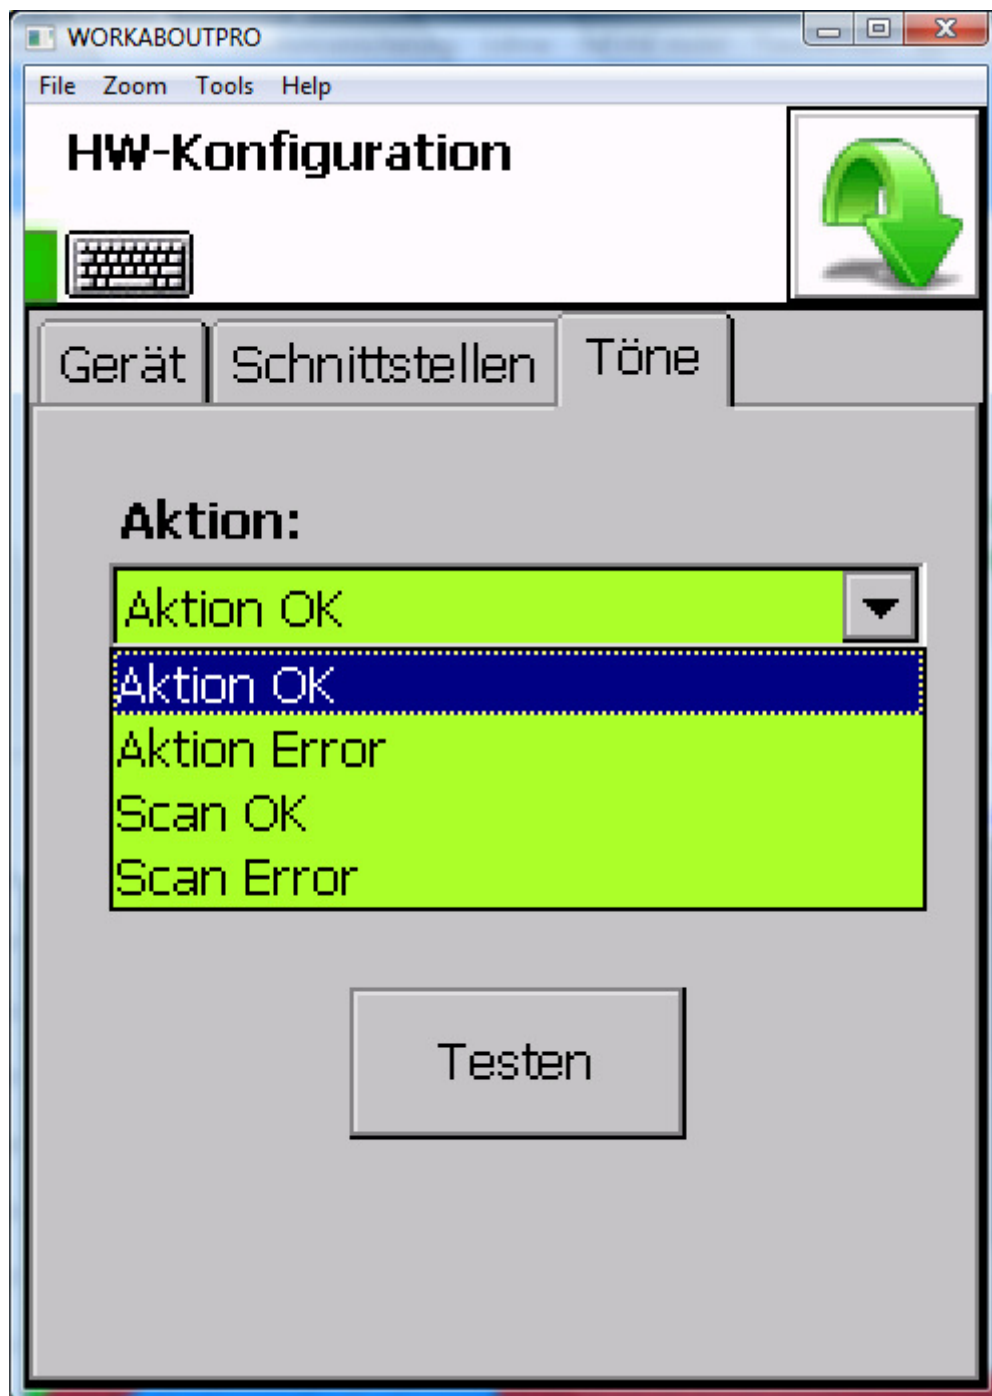 WORKABOUTPRO
File Zoom Tools Help
HW-Konfiguration
Gerät Schnittstellen Töne
Aktion:
Aktion OK
Aktion OK
Aktion Error
Scan OK
Scan Error
Testen